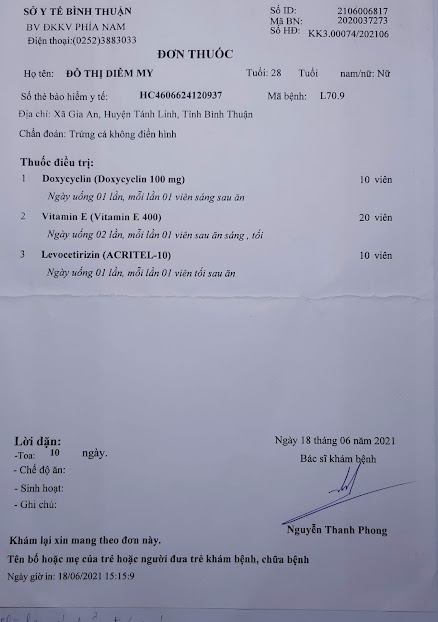 SỞ Y TẾ BÌNH THUẬN
BV ĐKKV PHÍA NAM
Điện thoại:(0252)3883033
Số ID: 2106006817
Mã BN: 2020037273
Số HĐ: KK3.00074/202106
ĐƠN THUỐC
Họ tên: ĐỖ THỊ DIỄM MY Tuổi: 28 Tuổi nam/nữ: Nữ
Số thẻ bảo hiểm y tế: HC4606624120937 Mã bệnh: L70.9
Địa chỉ: Xã Gia An, Huyện Tánh Linh, Tỉnh Bình Thuận
Chẩn đoán: Trứng cá không điển hình
Thuốc điều trị:
1 Doxycyclin (Doxycyclin 100 mg) 10 viên
Ngày uống 01 lần, mỗi lần 01 viên sáng sau ăn
2 Vitamin E (Vitamin E 400) 20 viên
Ngày uống 02 lần, mỗi lần 01 viên sau ăn sáng , tối
3 Levocetirizin (ACRITEL-10) 10 viên
Ngày uống 01 lần, mỗi lần 01 viên tối sau ăn
Lời dặn:
-Toa: 10 ngày.
- Chế độ ăn:
- Sinh hoạt:
- Ghi chú:
Ngày 18 tháng 06 năm 2021
Bác sĩ khám bệnh
Nguyễn Thanh Phong
Khám lại xin mang theo đơn này.
Tên bố hoặc mẹ của trẻ hoặc người đưa trẻ khám bệnh, chữa bệnh
Ngày giờ in: 18/06/2021 15:15:9